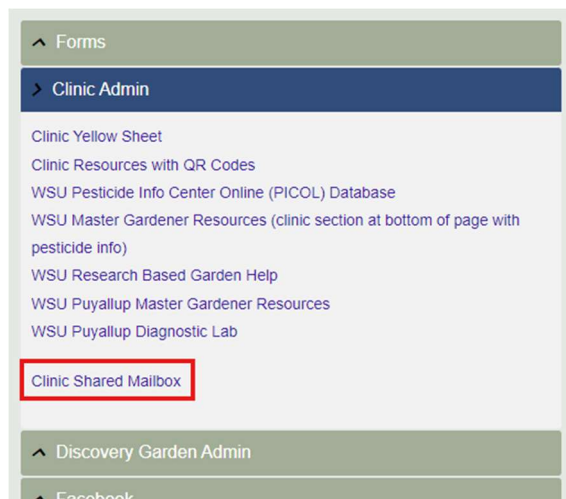 Forms
Clinic Admin
Clinic Yellow Sheet
Clinic Resources with QR Codes
WSU Pesticide Info Center Online (PICOL) Database
WSU Master Gardener Resources (clinic section at bottom of page with
pesticide info)
WSU Research Based Garden Help
WSU Puyallup Master Gardener Resources
WSU Puyallup Diagnostic Lab
Clinic Shared Mailbox
Discovery Garden Admin
Facebook